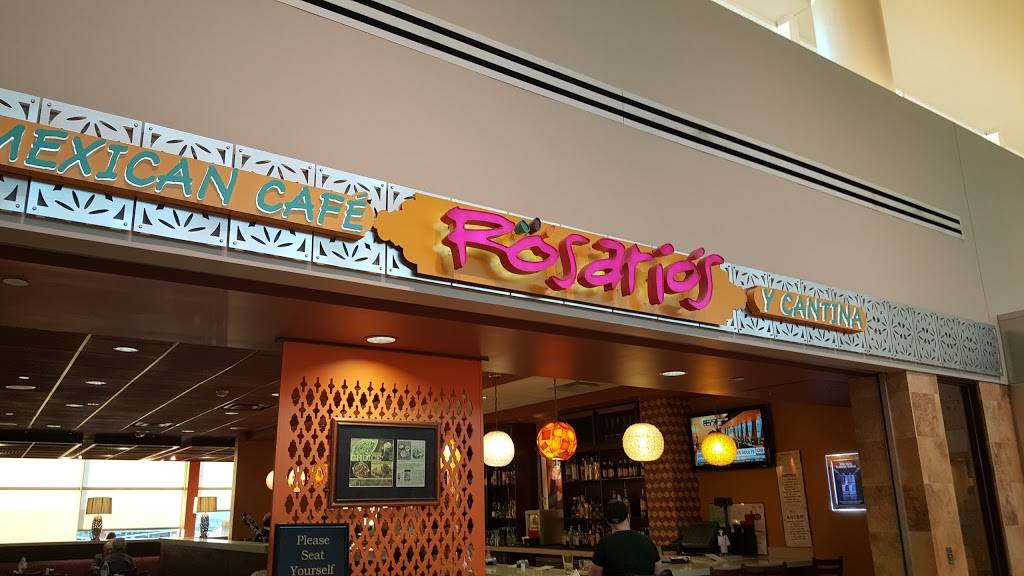 MEXICAN CAFÉ
Rosario's
Y CANTINA
Please
Seat
Yourself